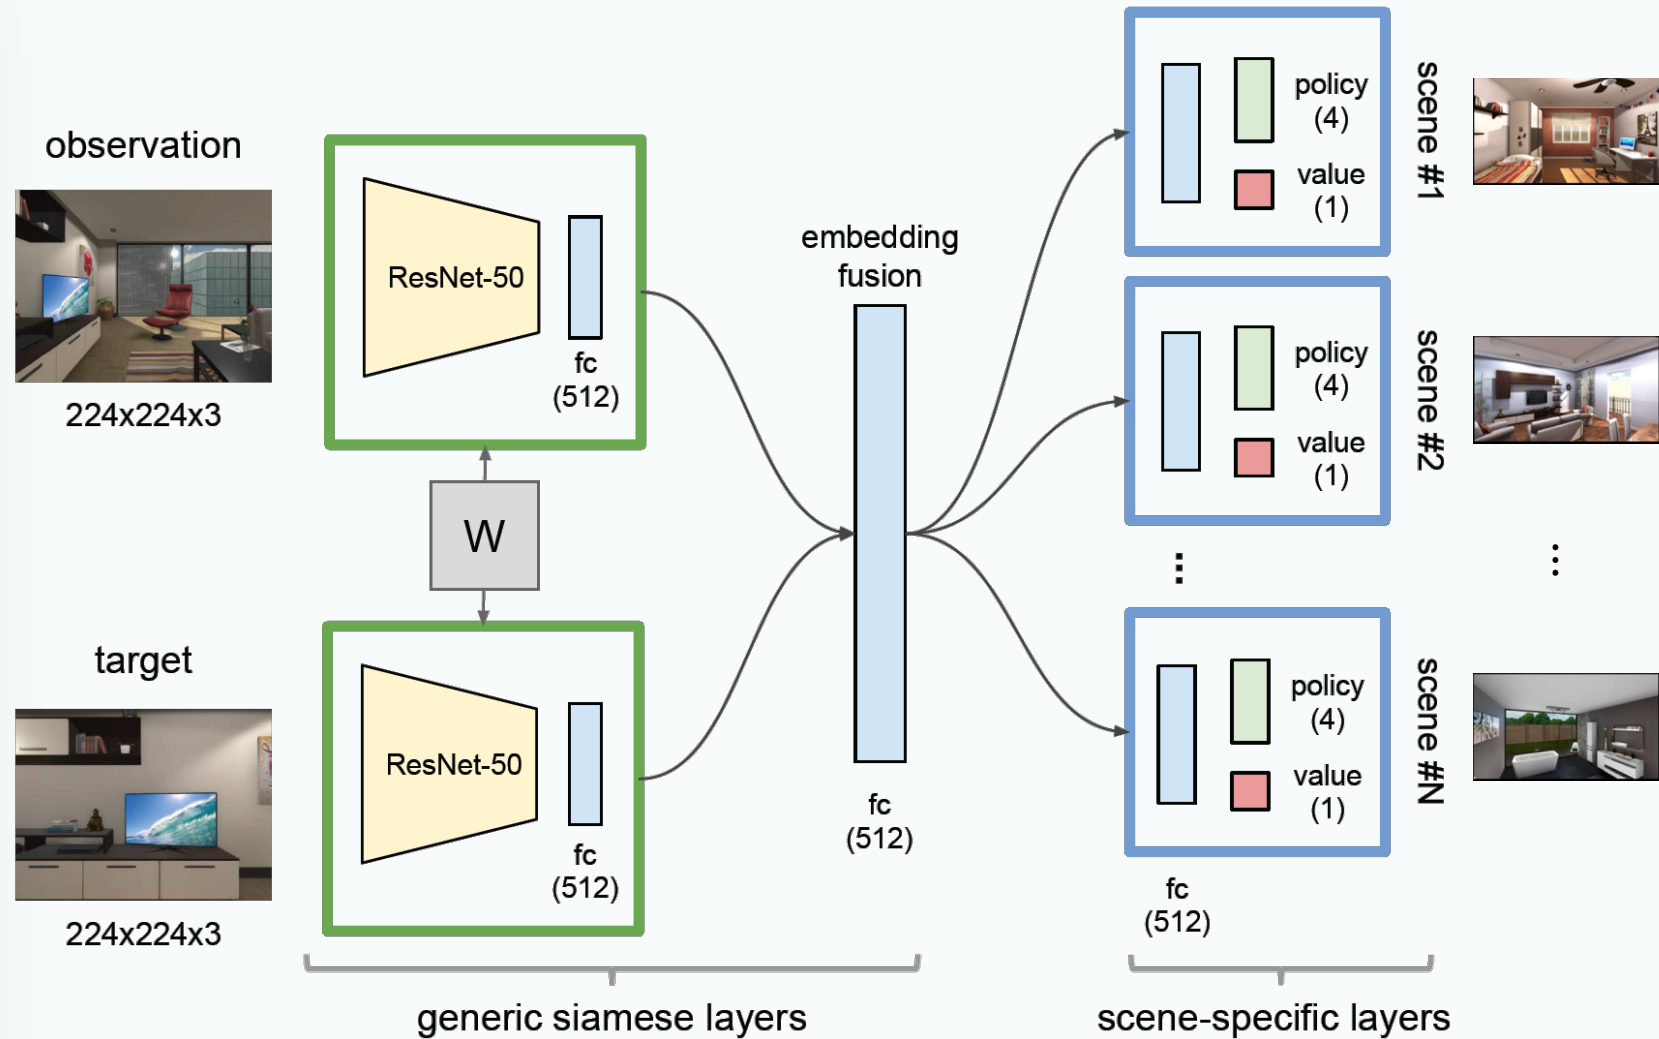 observation
224x224x3
ResNet-50
fc
(512)
W
target
224x224x3
ResNet-50
fc
(512)
embedding
fusion
fc
(512)
policy
(4)
value
(1)
scene #1
policy
(4)
value
(1)
scene #2
policy
(4)
value
(1)
scene #N
fc
(512)
generic siamese layers
scene-specific layers